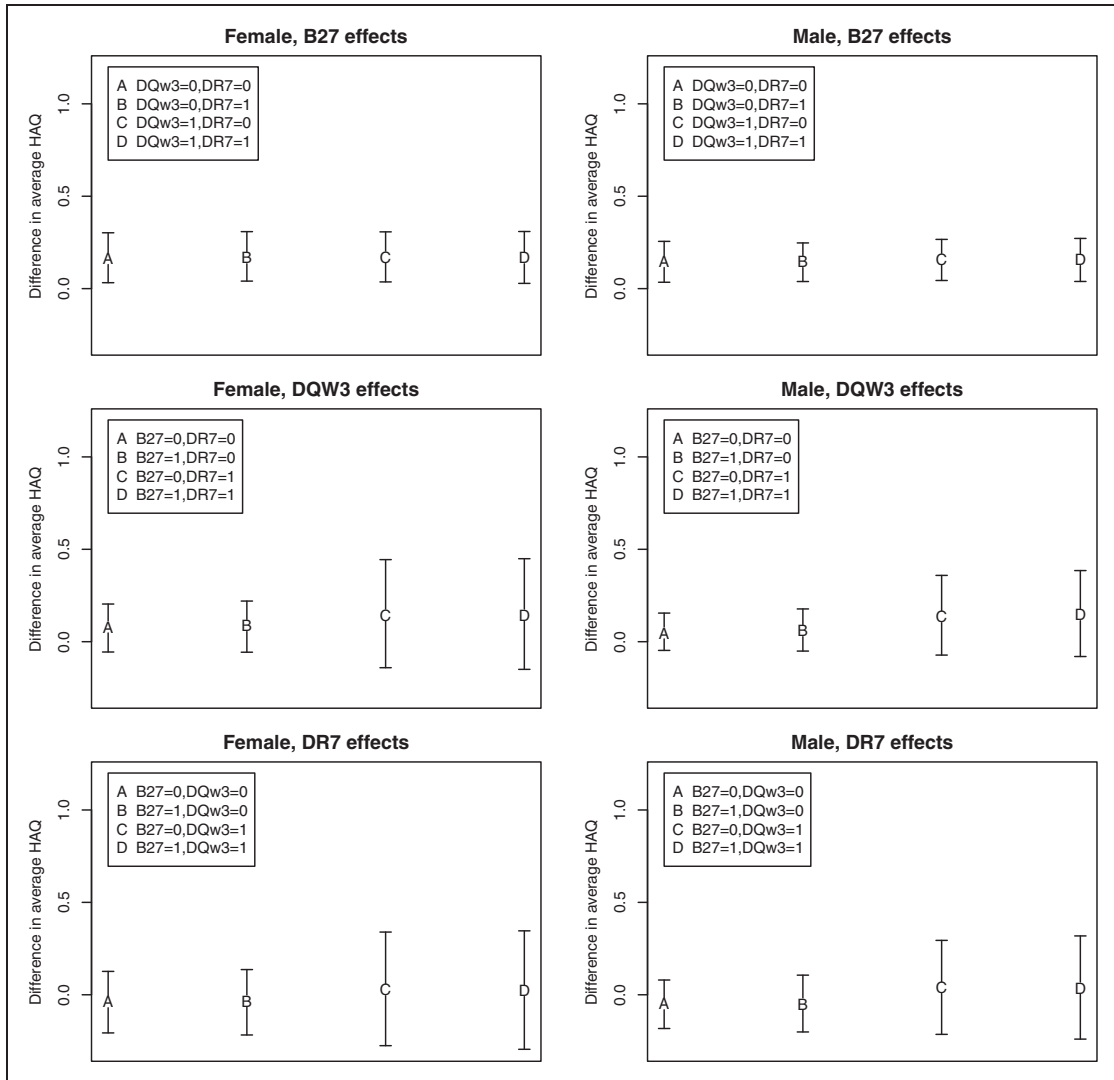 Female, B27 effects
Difference in average HAQ
1.0
0.5
0.0
A DQw3=0,DR7=0
B DQw3=0,DR7=1
C DQw3=1,DR7=0
D DQw3=1,DR7=1
A B C D
Male, B27 effects
Difference in average HAQ
1.0
0.5
0.0
A DQw3=0,DR7=0
B DQw3=0,DR7=1
C DQw3=1,DR7=0
D DQw3=1,DR7=1
A B C D
Female, DQW3 effects
Difference in average HAQ
1.0
0.5
0.0
A B27=0,DR7=0
B B27=1,DR7=0
C B27=0,DR7=1
D B27=1,DR7=1
A B C D
Male, DQW3 effects
Difference in average HAQ
1.0
0.5
0.0
A B27=0,DR7=0
B B27=1,DR7=0
C B27=0,DR7=1
D B27=1,DR7=1
A B C D
Female, DR7 effects
Difference in average HAQ
1.0
0.5
0.0
A B27=0,DQw3=0
B B27=1,DQw3=0
C B27=0,DQw3=1
D B27=1,DQw3=1
A B C D
Male, DR7 effects
Difference in average HAQ
1.0
0.5
0.0
A B27=0,DQw3=0
B B27=1,DQw3=0
C B27=0,DQw3=1
D B27=1,DQw3=1
A B C D